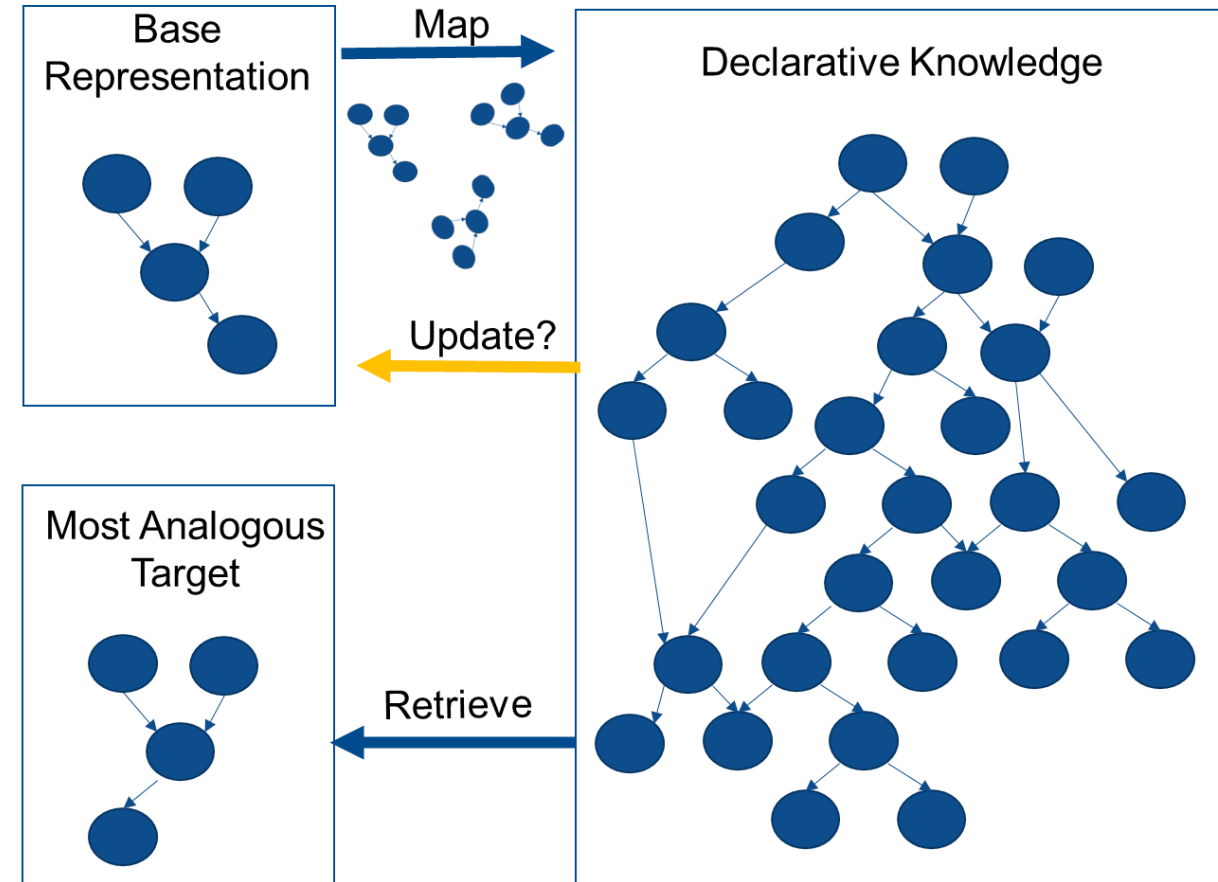 Base
Representation
Map
Declarative Knowledge
Update?
Most Analogous
Target
Retrieve